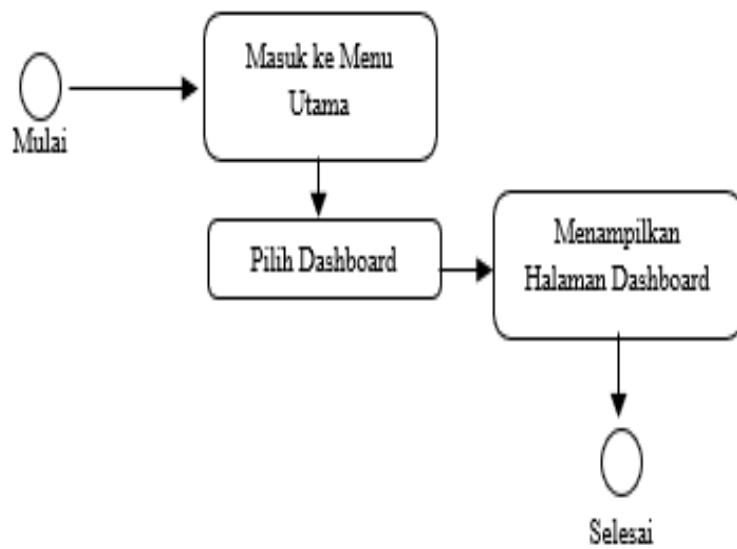 Mulai
Masuk ke Menu
Utama
Pilih Dashboard
Menampilkan
Halaman Dashboard
Selesai